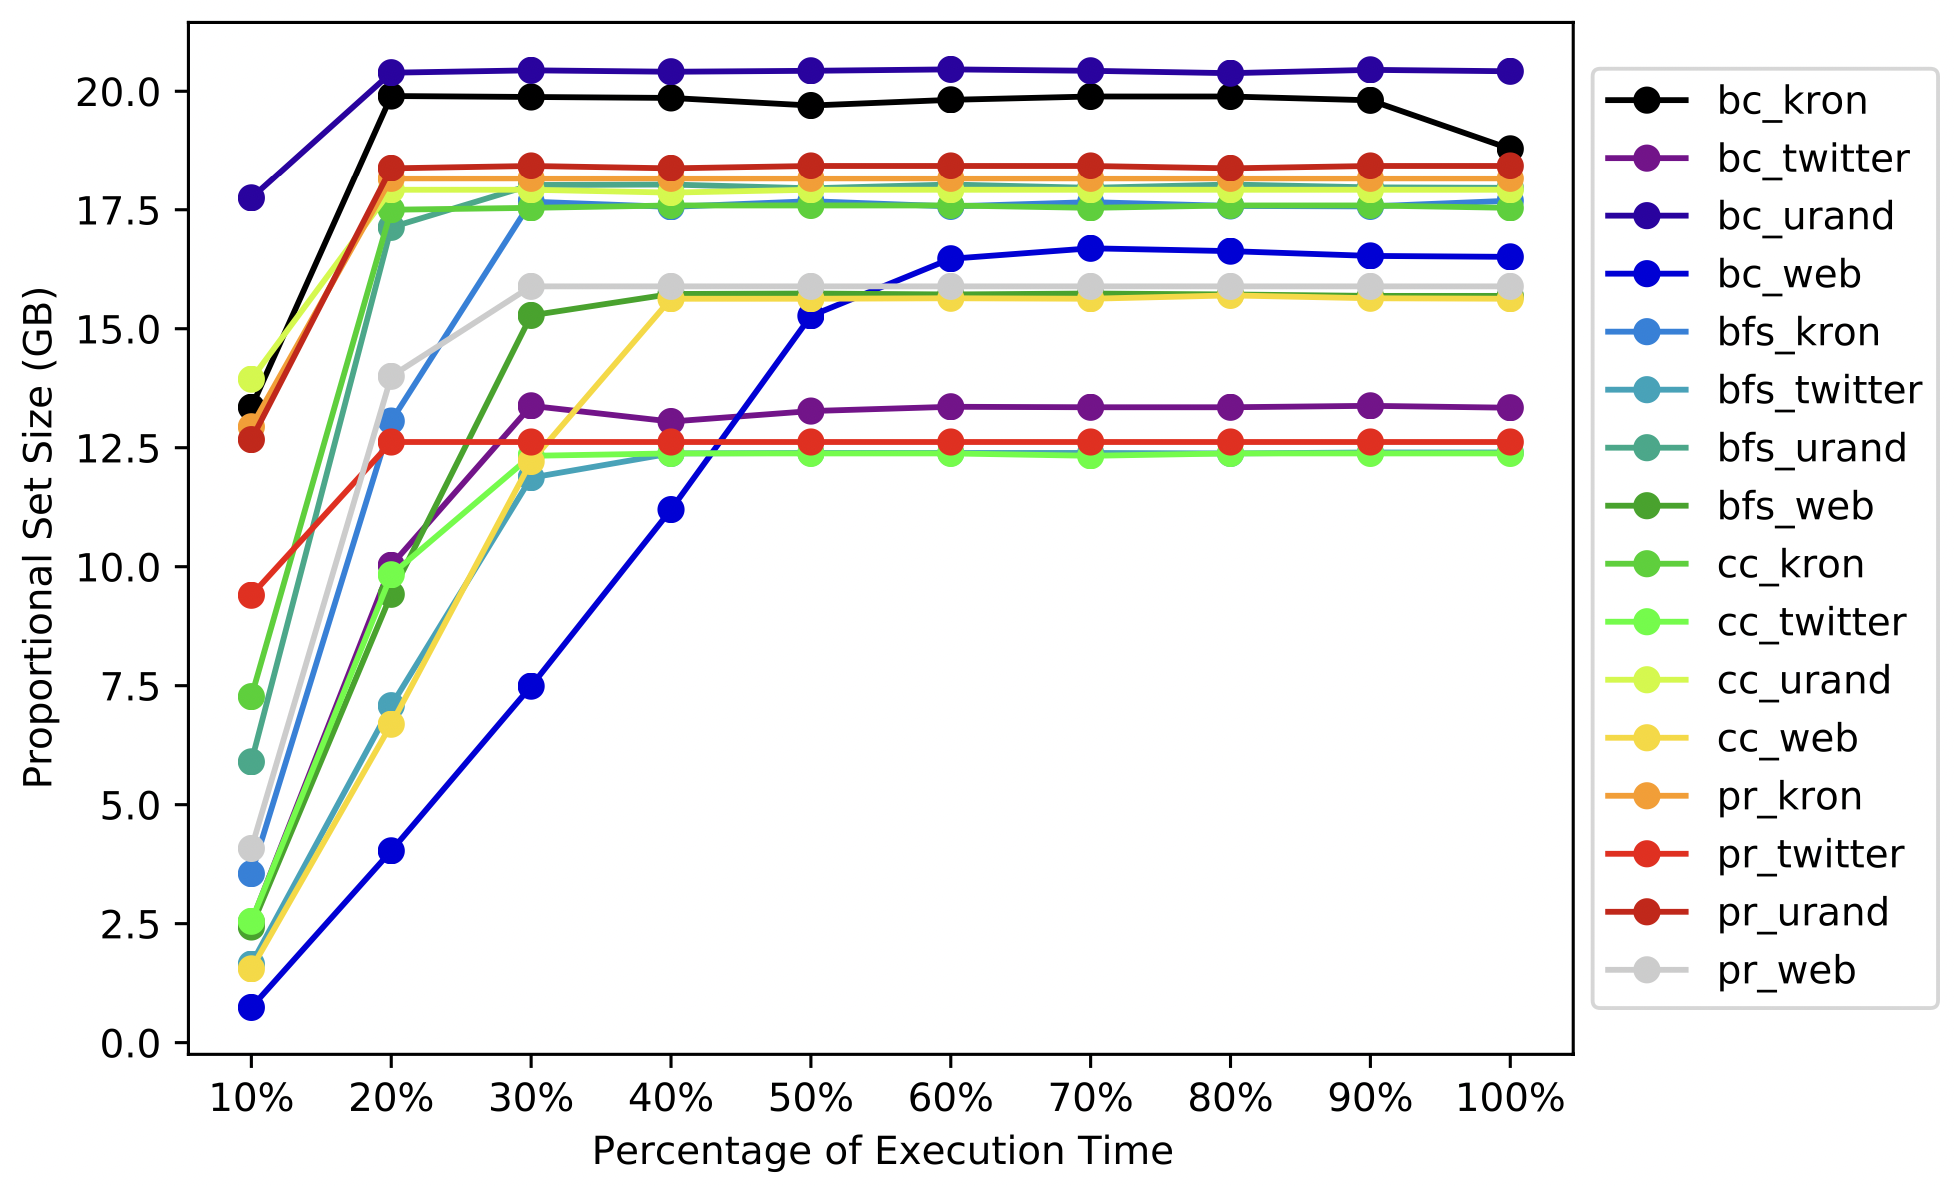 20.0
17.5
15.0
12.5
10.0
7.5
5.0
2.5
0.0
Proportional Set Size (GB)
10% 20% 30% 40% 50% 60% 70% 80% 90% 100%
Percentage of Execution Time
bc_kron
bc_twitter
bc_urand
bc_web
bfs_kron
bfs_twitter
bfs_urand
bfs_web
cc_kron
cc_twitter
cc_urand
cc_web
pr_kron
pr_twitter
pr_urand
pr_web